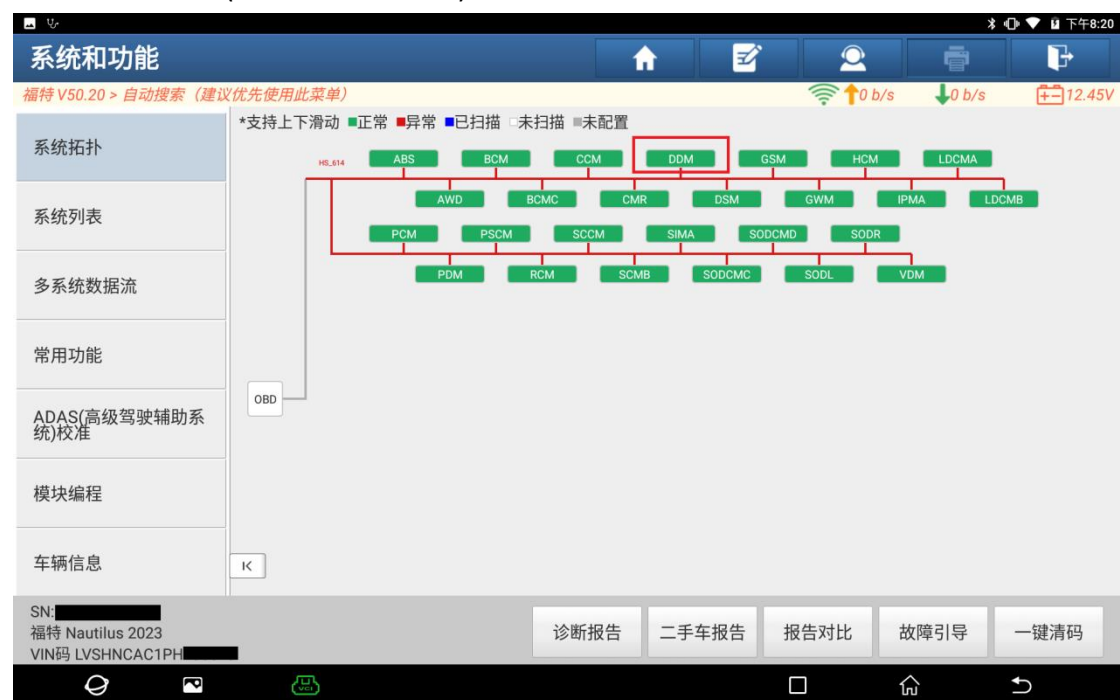 下午8:20
系统和功能
福特 V50.20 > 自动搜索（建议优先使用此菜单） 0 b/s 0 b/s 12.45V
系统拓扑
系统列表
多系统数据流
常用功能
ADAS(高级驾驶辅助系
统)校准
模块编程
车辆信息
*支持上下滑动 正常 异常 已扫描 未扫描 未配置
HS_614 ABS BCM CCM DDM GSM HCM LDCMA
AWD BCMC CMR DSM GWM IPMA LDCMB
PCM PSCM SCCM SIMA SODCMD SODR
PDM RCM SCMB SODCMC SODL VDM
OBD
SN:
福特 Nautilus 2023
VIN码 LVSHNCAC1PH
诊断报告 二手车报告 报告对比 故障引导 一键清码
VCI